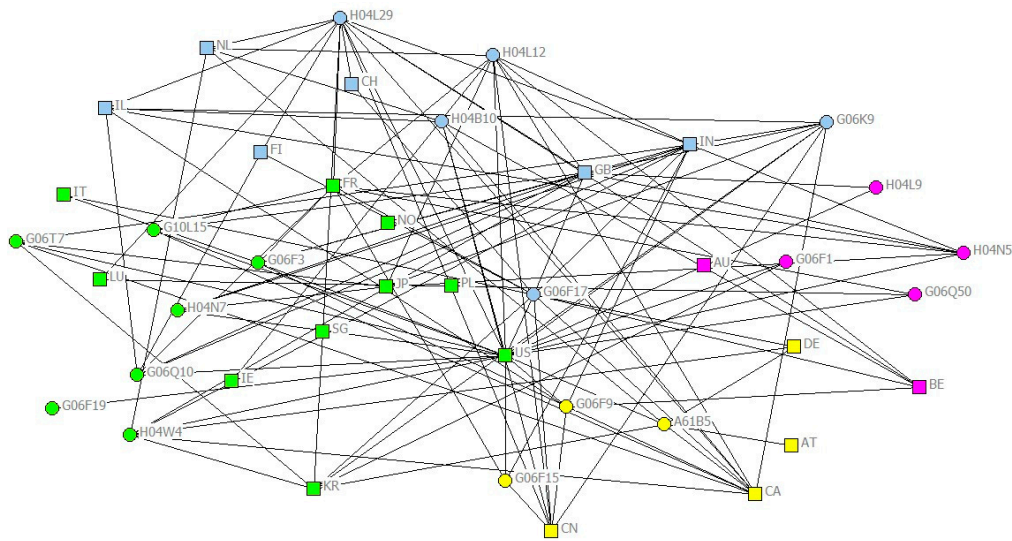 H04L29
NL
H04L12
CH
IL
H04B10
G06K9
IN
FI
GB
FR
H04L9
IT
NO
G10L15
G06T7
H04N5
G06F3
AU
G06F1
LU
JP
PL
G06F17
G06Q50
H04N7
SG
DE
US
G06Q10
IE
BE
G06F19
G06F9
A61B5
H04W4
AT
G06F15
KR
CA
CN